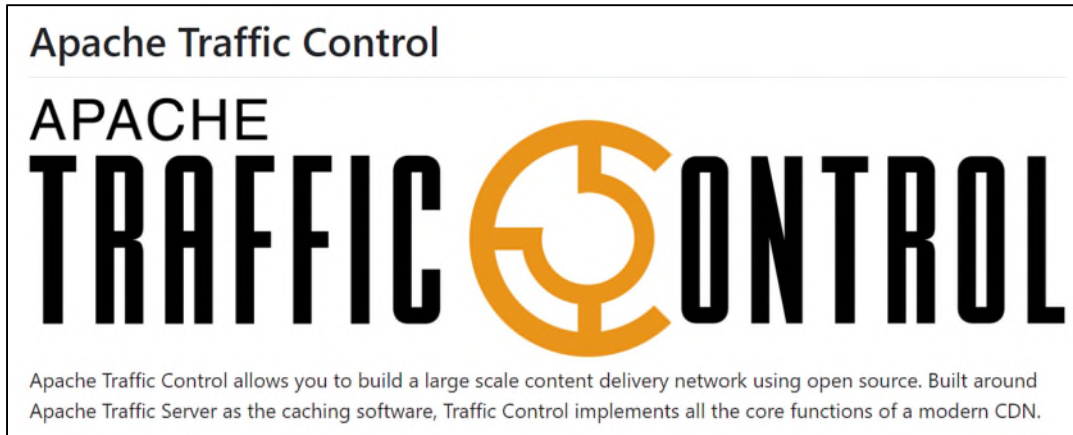 Apache Traffic Control
APACHE
TRAFFIC CONTROL
Apache Traffic Control allows you to build a large scale content delivery network using open source. Built around
Apache Traffic Server as the caching software, Traffic Control implements all the core functions of a modern CDN.